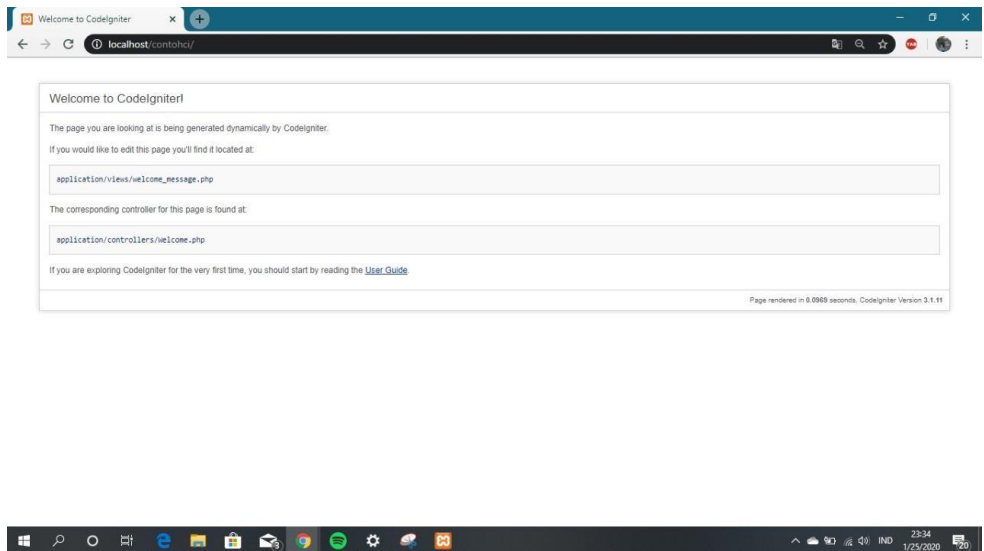 Welcome to CodeIgniter
localhost/contohci/
Welcome to CodeIgniter!
The page you are looking at is being generated dynamically by CodeIgniter.
If you would like to edit this page you'll find it located at:
application/views/welcome_message.php
The corresponding controller for this page is found at:
application/controllers/Welcome.php
If you are exploring CodeIgniter for the very first time, you should start by reading the User Guide.
Page rendered in 0.0969 seconds. CodeIgniter Version 3.1.11
IND
23:34
1/25/2020
20